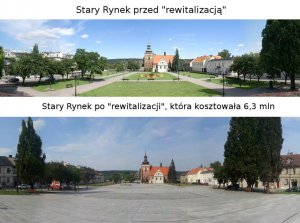 Stary Rynek przed "rewitalizacją"
Stary Rynek po "rewitalizacji", która kosztowała 6,3 mln